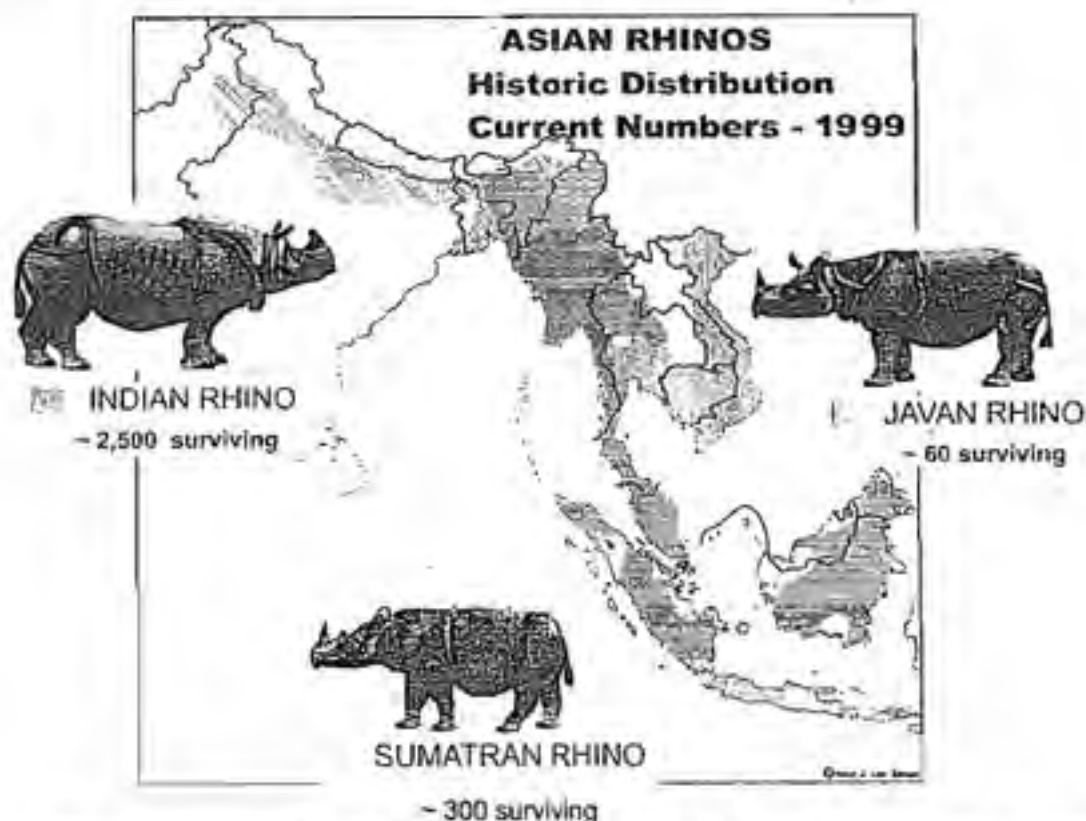 ASIAN RHINOS
Historic Distribution
Current Numbers - 1999
INDIAN RHINO
~ 2,500 surviving
JAVAN RHINO
~ 60 surviving
SUMATRAN RHINO
~ 300 surviving